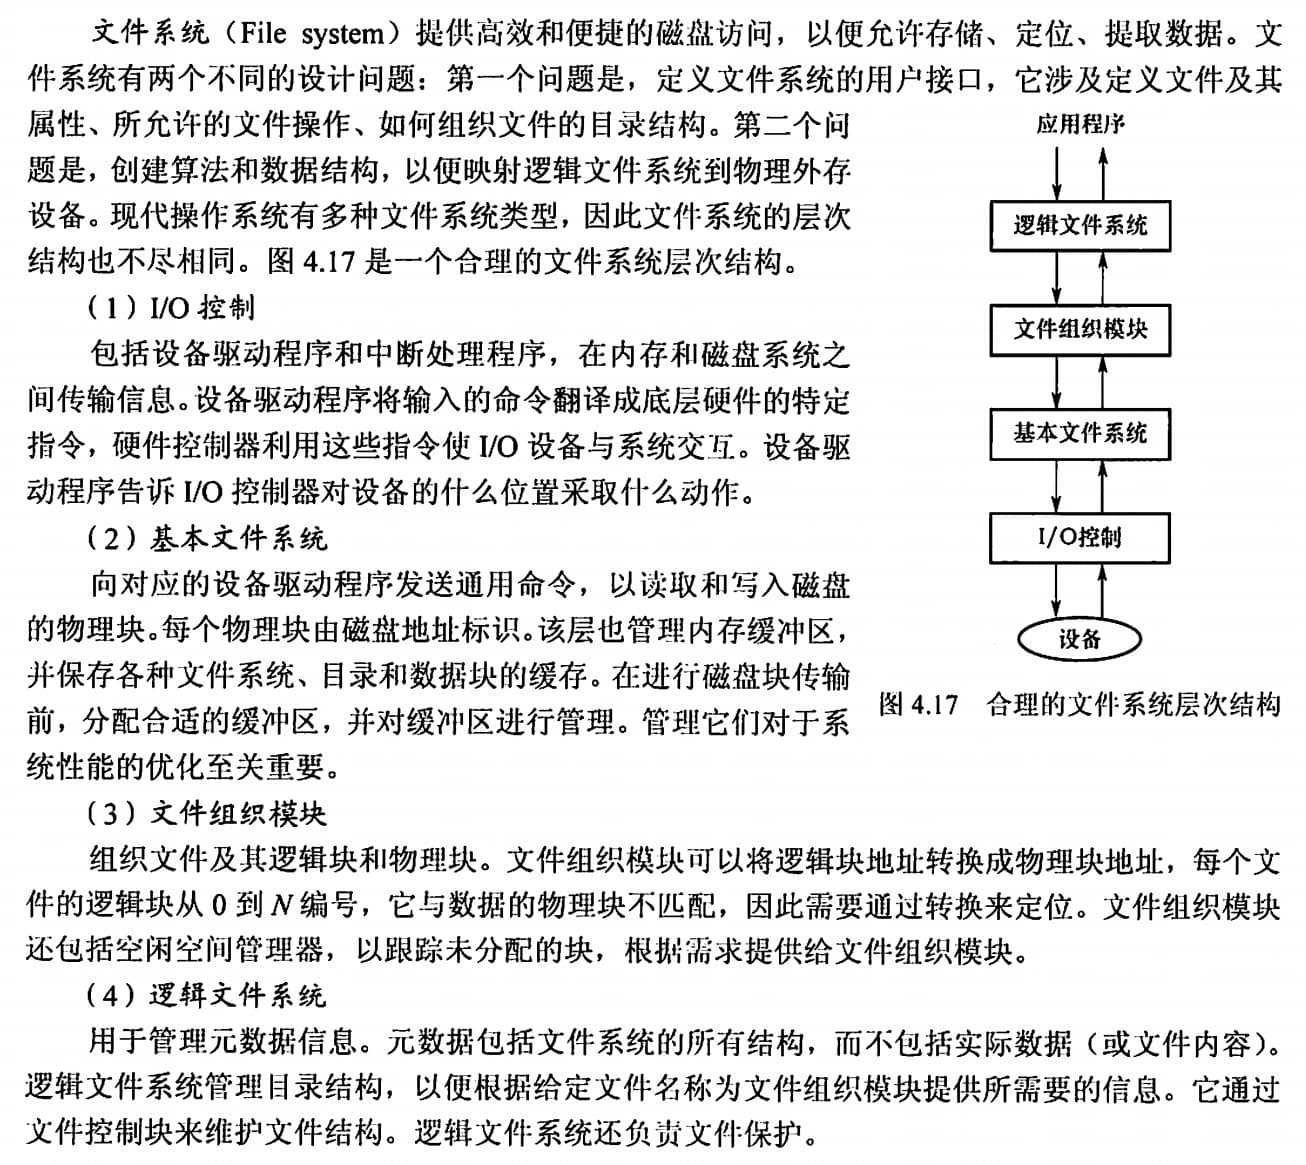 文件系统（File system）提供高效和便捷的磁盘访问，以便允许存储、定位、提取数据。文
件系统有两个不同的设计问题：第一个问题是，定义文件系统的用户接口，它涉及定义文件及其
属性、所允许的文件操作、如何组织文件的目录结构。第二个问
题是，创建算法和数据结构，以便映射逻辑文件系统到物理外存
设备。现代操作系统有多种文件系统类型，因此文件系统的层次
结构也不尽相同。图 4.17 是一个合理的文件系统层次结构。
（1）I/O 控制
包括设备驱动程序和中断处理程序，在内存和磁盘系统之
间传输信息。设备驱动程序将输入的命令翻译成底层硬件的特定
指令，硬件控制器利用这些指令使 I/O 设备与系统交互。设备驱
动程序告诉 I/O 控制器对设备的什么位置采取什么动作。
（2）基本文件系统
向对应的设备驱动程序发送通用命令，以读取和写入磁盘
的物理块。每个物理块由磁盘地址标识。该层也管理内存缓冲区，
并保存各种文件系统、目录和数据块的缓存。在进行磁盘块传输
前，分配合适的缓冲区，并对缓冲区进行管理。管理它们对于系
统性能的优化至关重要。
应用程序
逻辑文件系统
文件组织模块
基本文件系统
I/O控制
设备
图 4.17 合理的文件系统层次结构
（3）文件组织模块
组织文件及其逻辑块和物理块。文件组织模块可以将逻辑块地址转换成物理块地址，每个文
件的逻辑块从 0 到 N 编号，它与数据的物理块不匹配，因此需要通过转换来定位。文件组织模块
还包括空闲空间管理器，以跟踪未分配的块，根据需求提供给文件组织模块。
（4）逻辑文件系统
用于管理元数据信息。元数据包括文件系统的所有结构，而不包括实际数据（或文件内容）。
逻辑文件系统管理目录结构，以便根据给定文件名称为文件组织模块提供所需要的信息。它通过
文件控制块来维护文件结构。逻辑文件系统还负责文件保护。